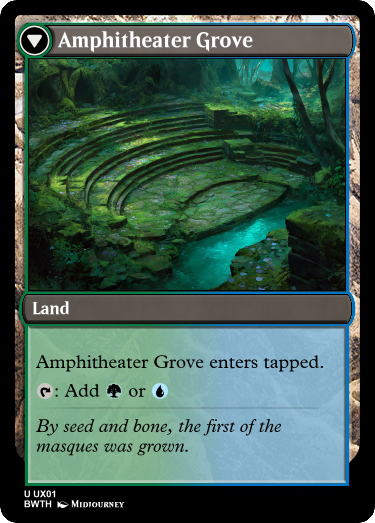 Amphitheater Grove
Land
Amphitheater Grove enters tapped.
: Add or
By seed and bone, the first of the
masques was grown.
U UX01
BWTH Midjourney